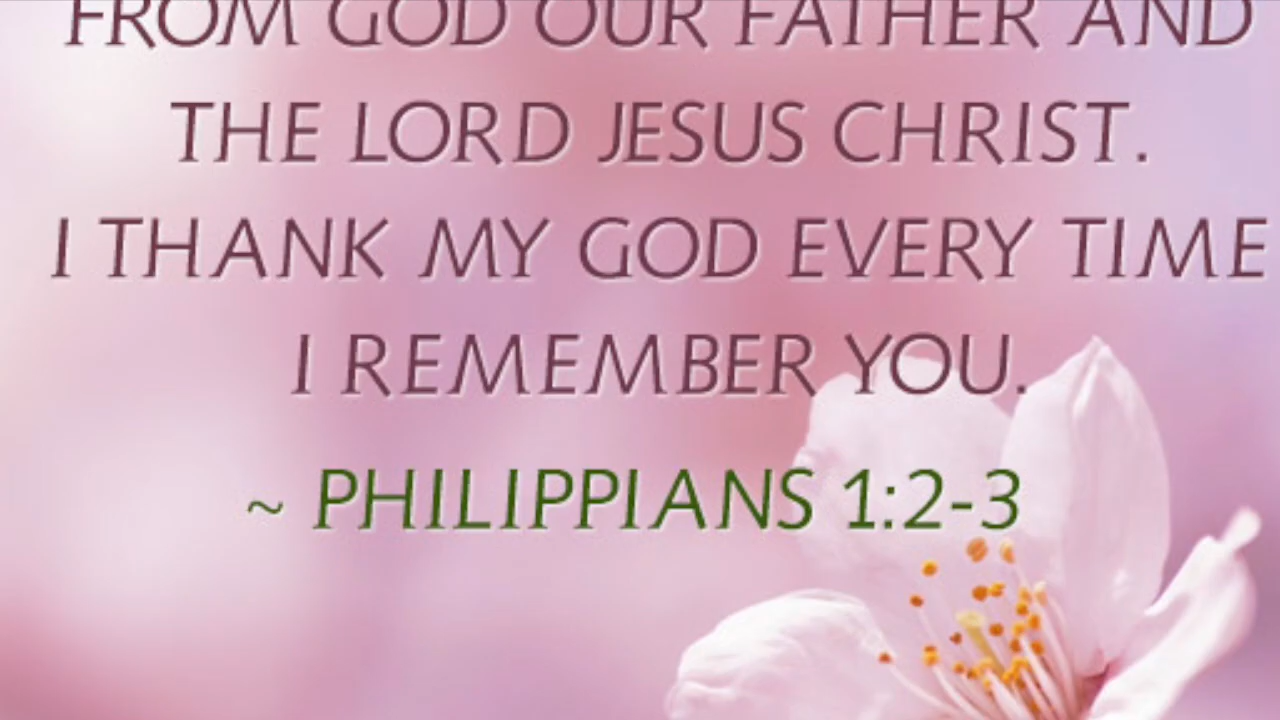 FROM GOD OUR FATHER AND
THE LORD JESUS CHRIST.
I THANK MY GOD EVERY TIME
I REMEMBER YOU.
~ PHILIPPIANS 1:2-3